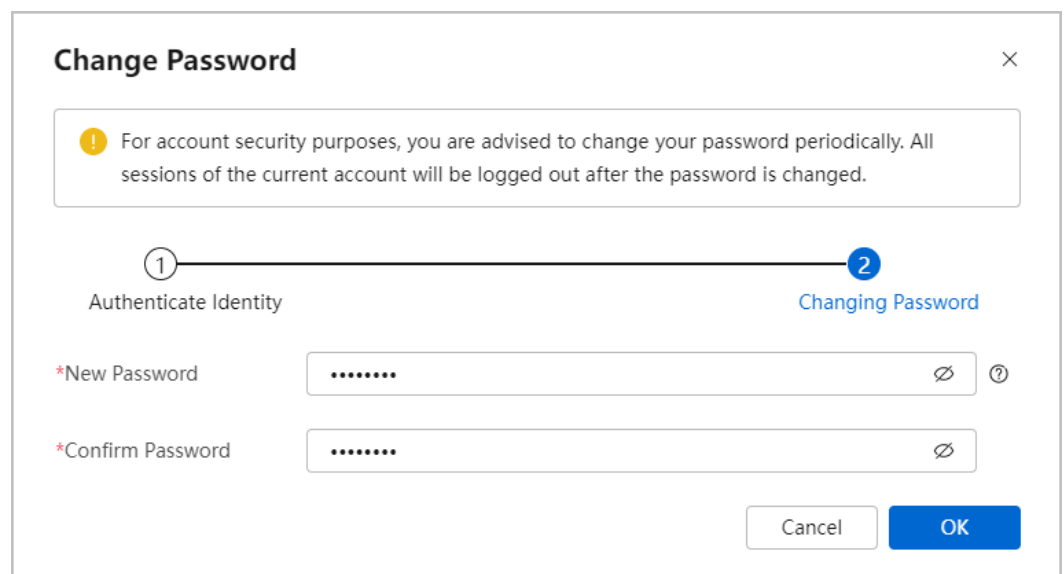 Change Password
For account security purposes, you are advised to change your password periodically. All
sessions of the current account will be logged out after the password is changed.
1
2
Authenticate Identity
Changing Password
*New Password
••••••••
*Confirm Password
••••••••
Cancel
OK